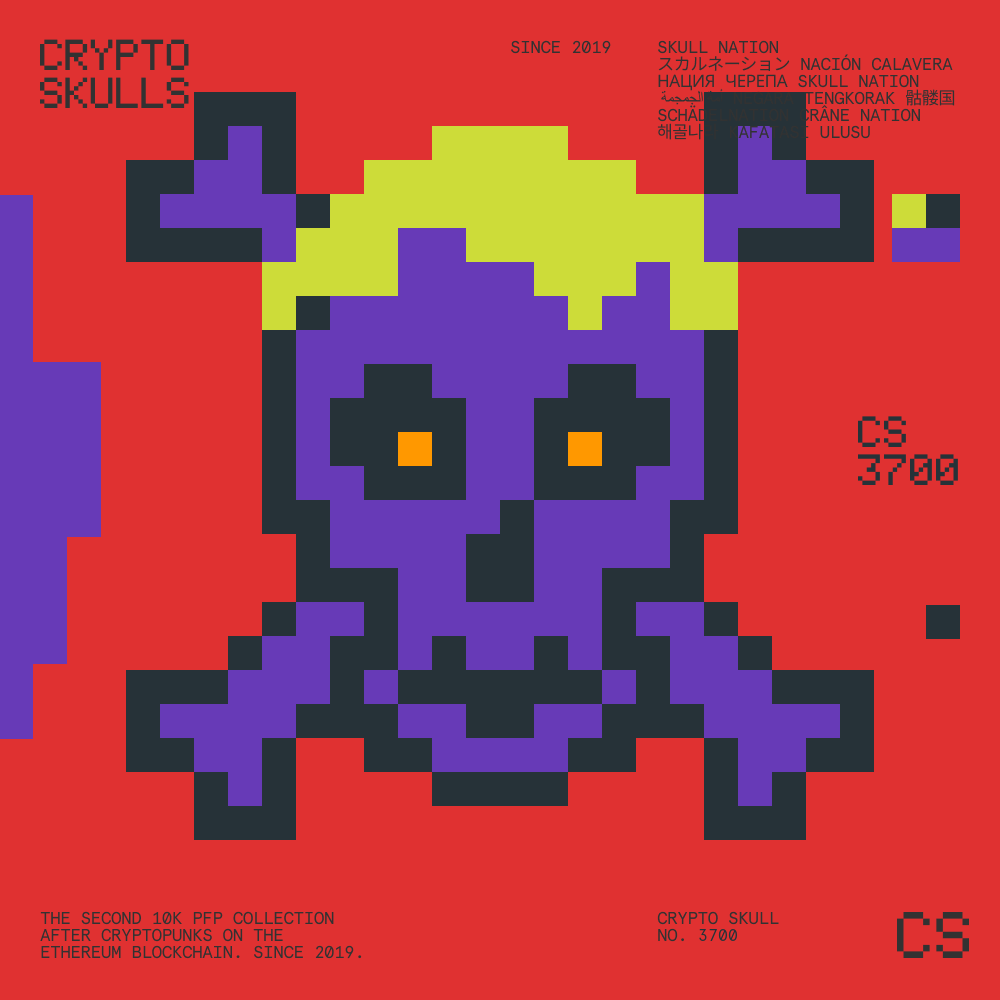 CRYPTO
SKULLS
SINCE 2019
SKULL NATION
スカルネーション NACIÓN CALAVERA
НАЦИЯ ЧЕРЕПА SKULL NATION
الجمجمة TENGKORAK 骷髅国
CRÂNE NATION
해골 ULUSU
CS
3700
THE SECOND 10K PFP COLLECTION
AFTER CRYPTOPUNKS ON THE
ETHEREUM BLOCKCHAIN. SINCE 2019.
CRYPTO SKULL
NO. 3700
CS